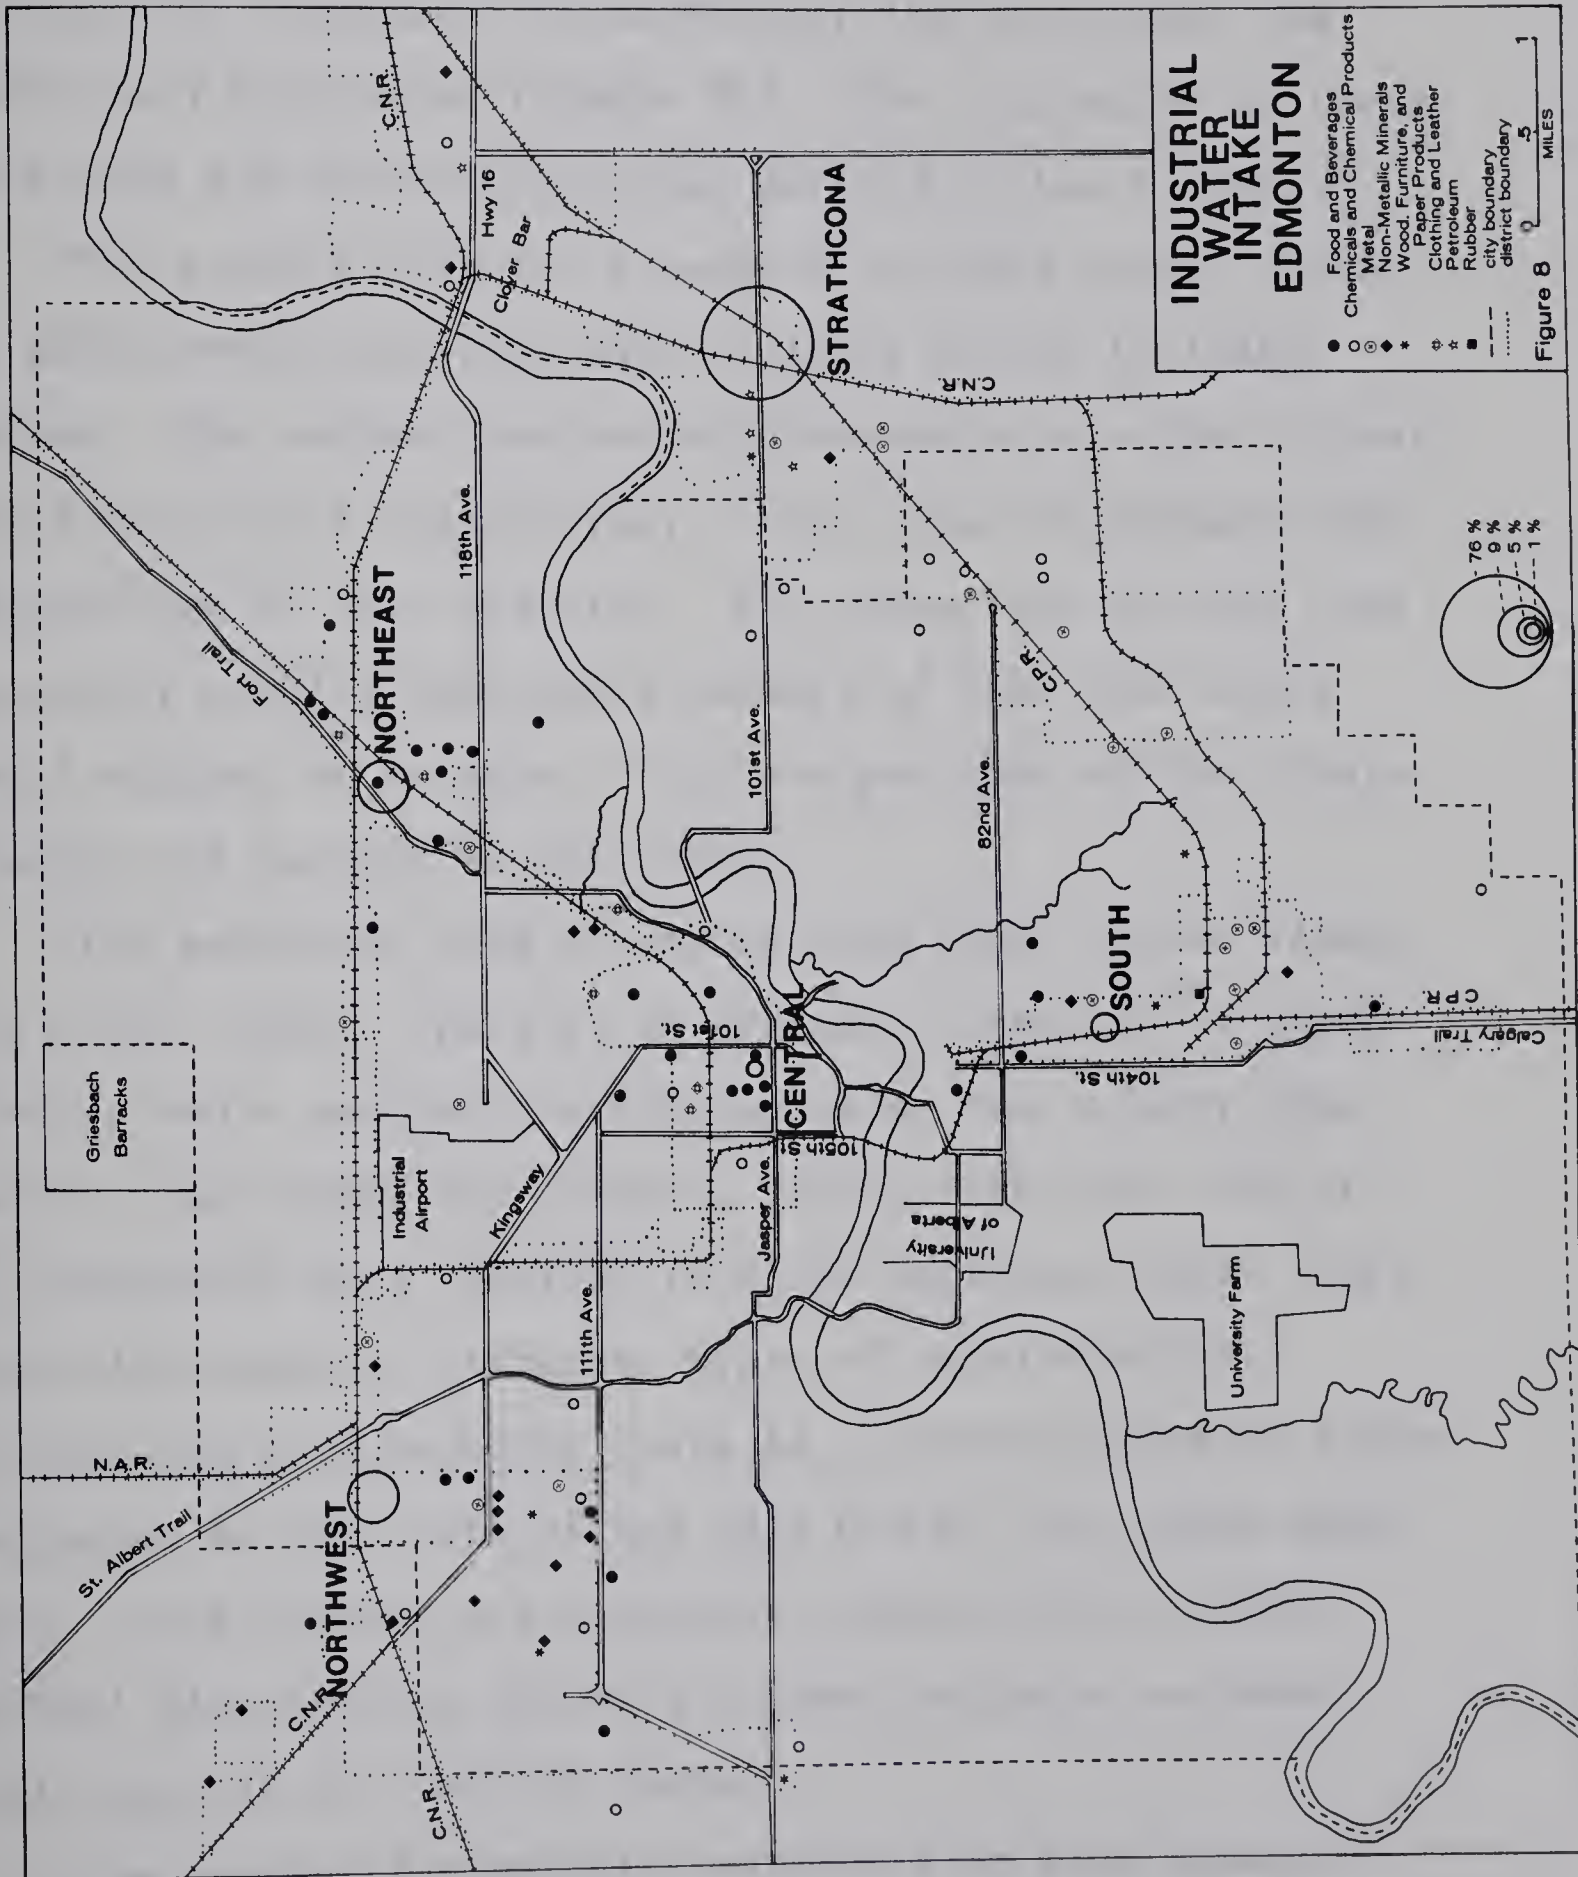 INDUSTRIAL
WATER
INTAKE
EDMONTON
Food and Beverages
Chemicals and Chemical Products
Metal
Non-Metallic Minerals
Wood, Furniture, and
Paper Products
Clothing and Leather
Petroleum
Rubber
city boundary
district boundary
0 .5 1
MILES
Figure 8
76 %
9 %
5 %
1 %
Griesbach
Barracks
Industrial
Airport
Kingsway
N.A.R.
St. Albert Trail
NORTHWEST
C.N.R.
C.N.R.
111th Ave.
Jasper Ave.
105th St.
101st St.
CENTRAL
Fort Trail
NORTHEAST
118th Ave.
Hwy 16
Clover Bar
C.N.R.
STRATHCONA
C.N.R.
101st Ave.
82nd Ave.
C.P.R.
SOUTH
C.P.R.
Calgary Trail
104th St.
University
of Alberta
University Farm